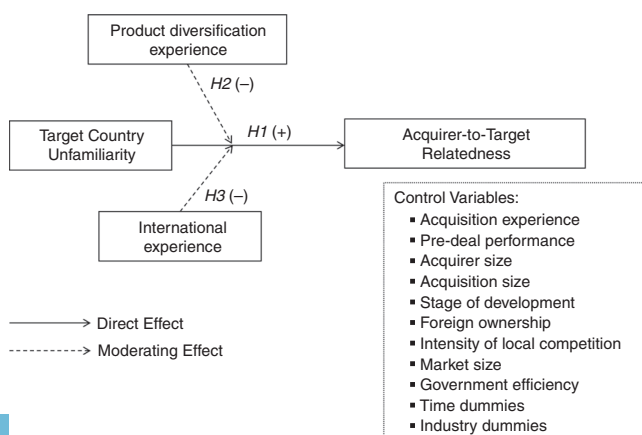 Product diversification
experience
H2 (–)
H1 (+)
Target Country
Unfamiliarity
Acquirer-to-Target
Relatedness
H3 (–)
International
experience
Direct Effect
Moderating Effect
Control Variables:
▪ Acquisition experience
▪ Pre-deal performance
▪ Acquirer size
▪ Acquisition size
▪ Stage of development
▪ Foreign ownership
▪ Intensity of local competition
▪ Market size
▪ Government efficiency
▪ Time dummies
▪ Industry dummies